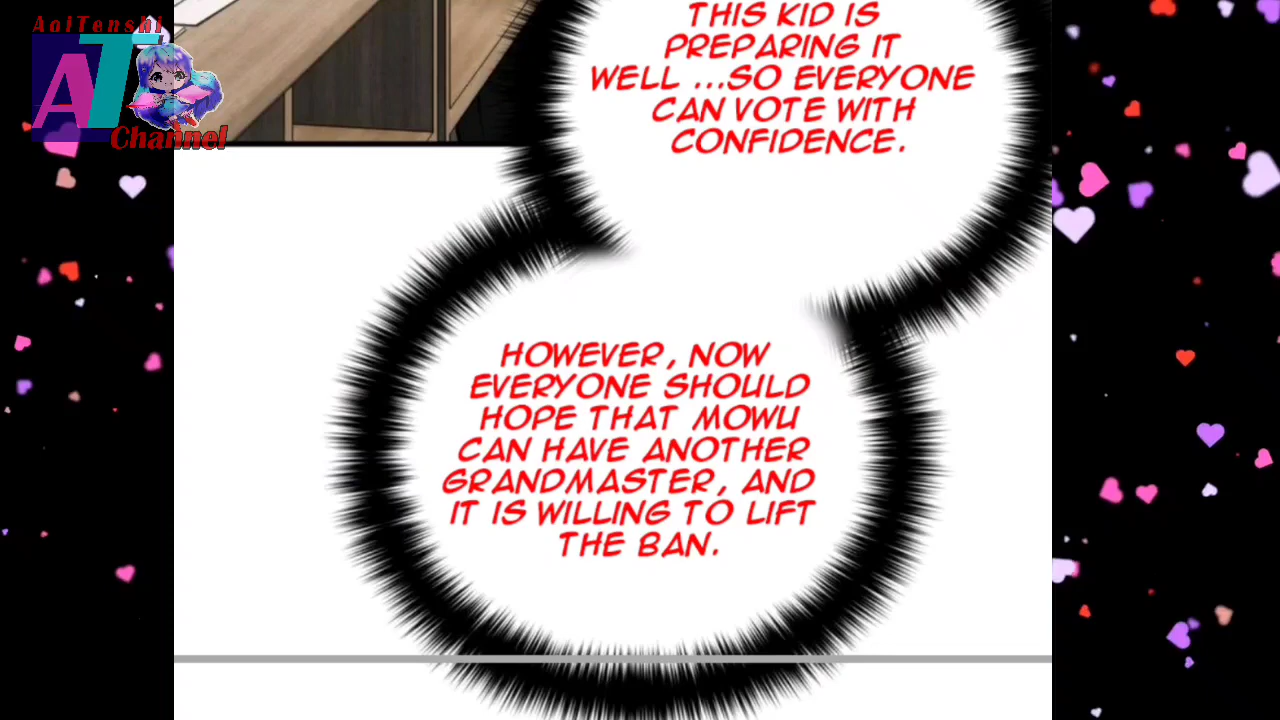 AoiTenshi
AT
Channel
THIS KID IS
PREPARING IT
WELL ...SO EVERYONE
CAN VOTE WITH
CONFIDENCE.
HOWEVER, NOW
EVERYONE SHOULD
HOPE THAT MOWU
CAN HAVE ANOTHER
GRANDMASTER, AND
IT IS WILLING TO LIFT
THE BAN.